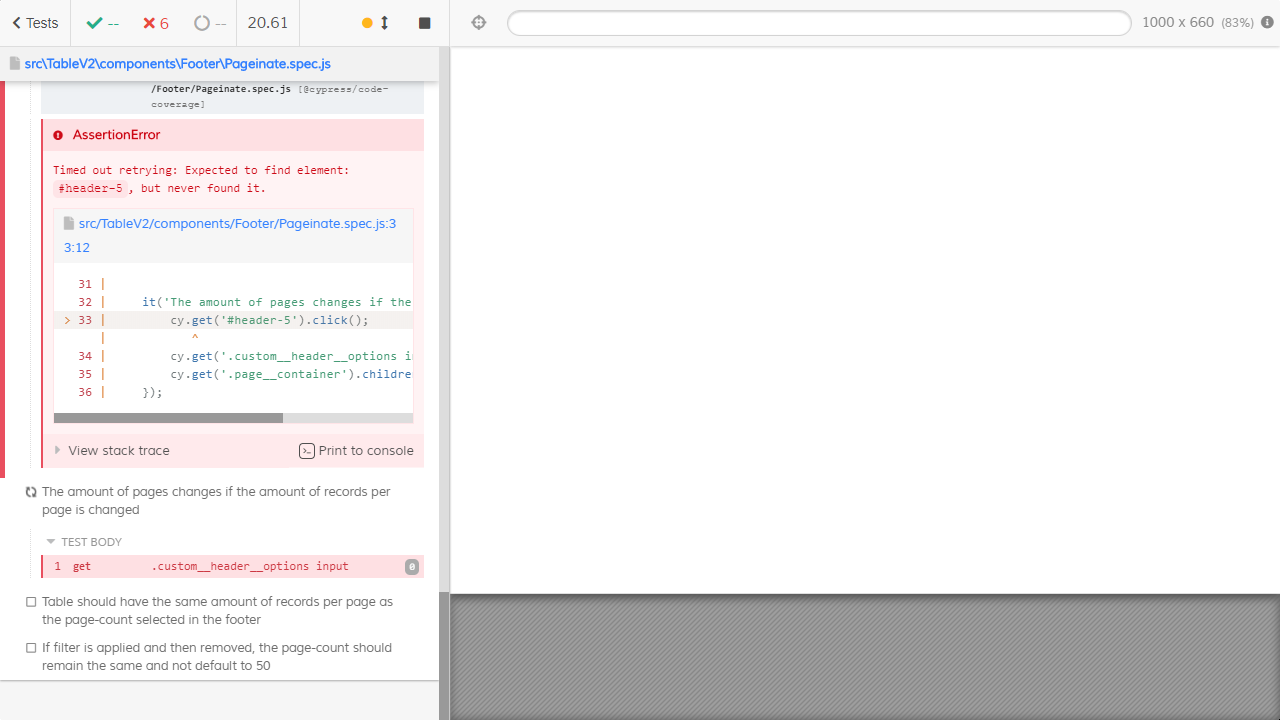 Tests
--
6
--
20.61
1000 x 660 (83%)
src\TableV2\components\Footer\Pageinate.spec.js
/Footer/Pageinate.spec.js [@cypress/code-
coverage]
AssertionError
Timed out retrying: Expected to find element:
#header-5, but never found it.
src/TableV2/components/Footer/Pageinate.spec.js:3
3:12
31 |
32 | it('The amount of pages changes if the
> 33 | cy.get('#header-5').click();
| ^
34 | cy.get('.custom__header__options i
35 | cy.get('.page__container').childre
36 | });
View stack trace
Print to console
The amount of pages changes if the amount of records per
page is changed
TEST BODY
1 get .custom__header__options input 0
Table should have the same amount of records per page as
the page-count selected in the footer
If filter is applied and then removed, the page-count should
remain the same and not default to 50